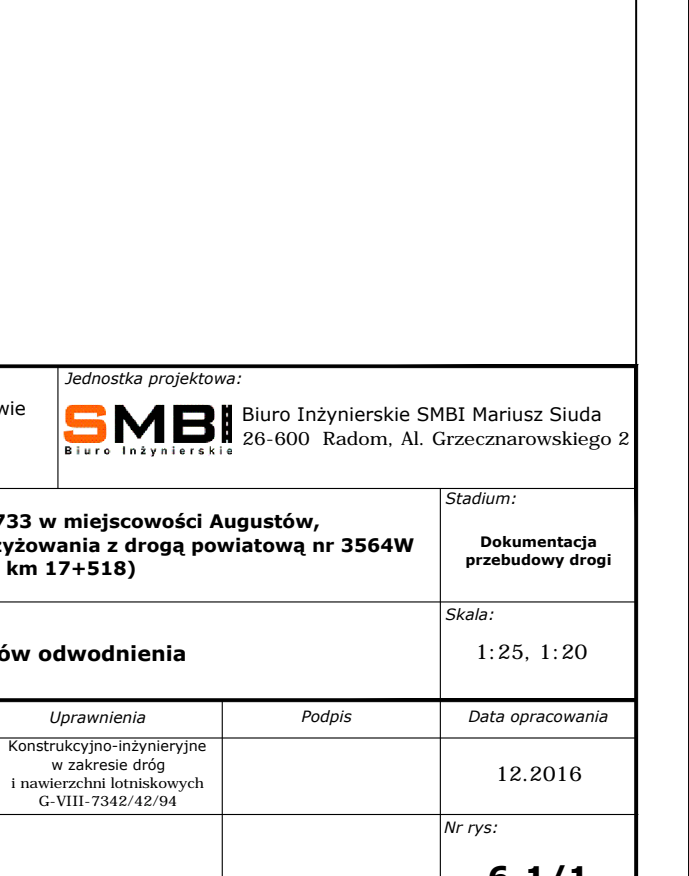 Jednostka projektowa:
wie
SMBI
Biuro Inżynierskie
Biuro Inżynierskie SMBI Mariusz Siuda
26-600 Radom, Al. Grzecznarowskiego 2
733 w miejscowości Augustów,
yżowania z drogą powiatową nr 3564W
km 17+518)
Stadium:
Dokumentacja
przebudowy drogi
ów odwodnienia
Skala:
1:25, 1:20
Uprawnienia
Podpis
Data opracowania
Konstrukcyjno-inżynieryjne
w zakresie dróg
i nawierzchni lotniskowych
G-VIII-7342/42/94
12.2016
Nr rys:
6.1/1